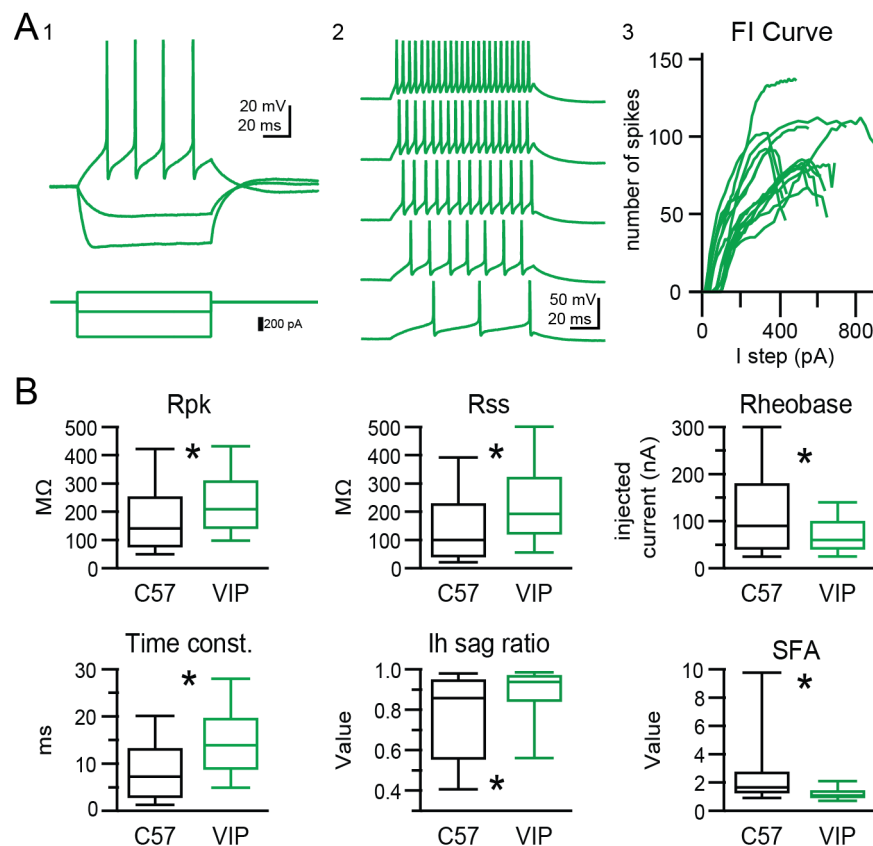 A
1
20 mV
20 ms
200 pA
2
50 mV
20 ms
3
FI Curve
number of spikes
150
100
50
0
0
400
800
I step (pA)
B
Rpk
MΩ
500
400
300
200
100
0
C57
VIP
*
Rss
MΩ
500
400
300
200
100
0
C57
VIP
*
Rheobase
injected
current (nA)
300
200
100
0
C57
VIP
*
Time const.
ms
30
20
10
0
C57
VIP
*
Ih sag ratio
Value
1.0
0.8
0.6
0.4
C57
VIP
*
SFA
Value
10
8
6
4
2
0
C57
VIP
*